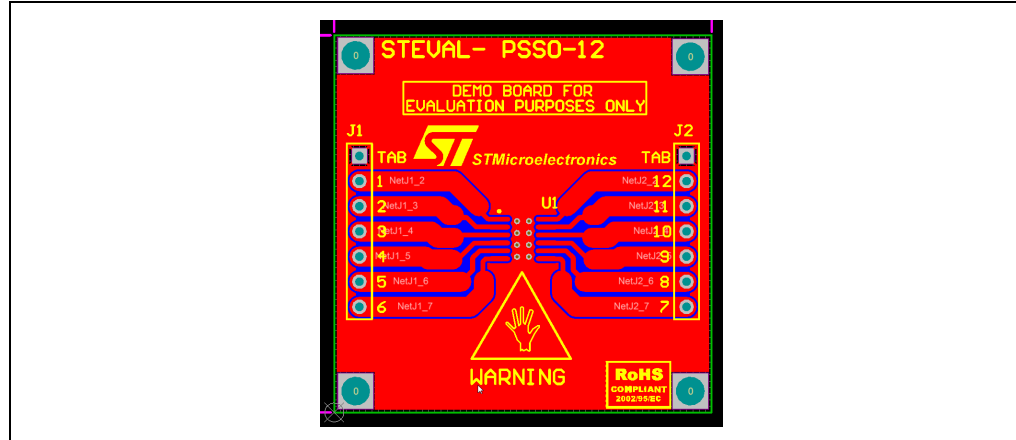 STEVAL- PSSO-12
DEMO BOARD FOR
EVALUATION PURPOSES ONLY
J1
J2
ST
STMicroelectronics
TAB
TAB
1 NetJ1_2
2 NetJ1_3
3 NetJ1_4
4 NetJ1_5
5 NetJ1_6
6 NetJ1_7
U1
12
11
10
9
NetJ2_6 8
NetJ2_7 7
WARNING
RoHS
COMPLIANT
2002/95/EC
0
0
0
0